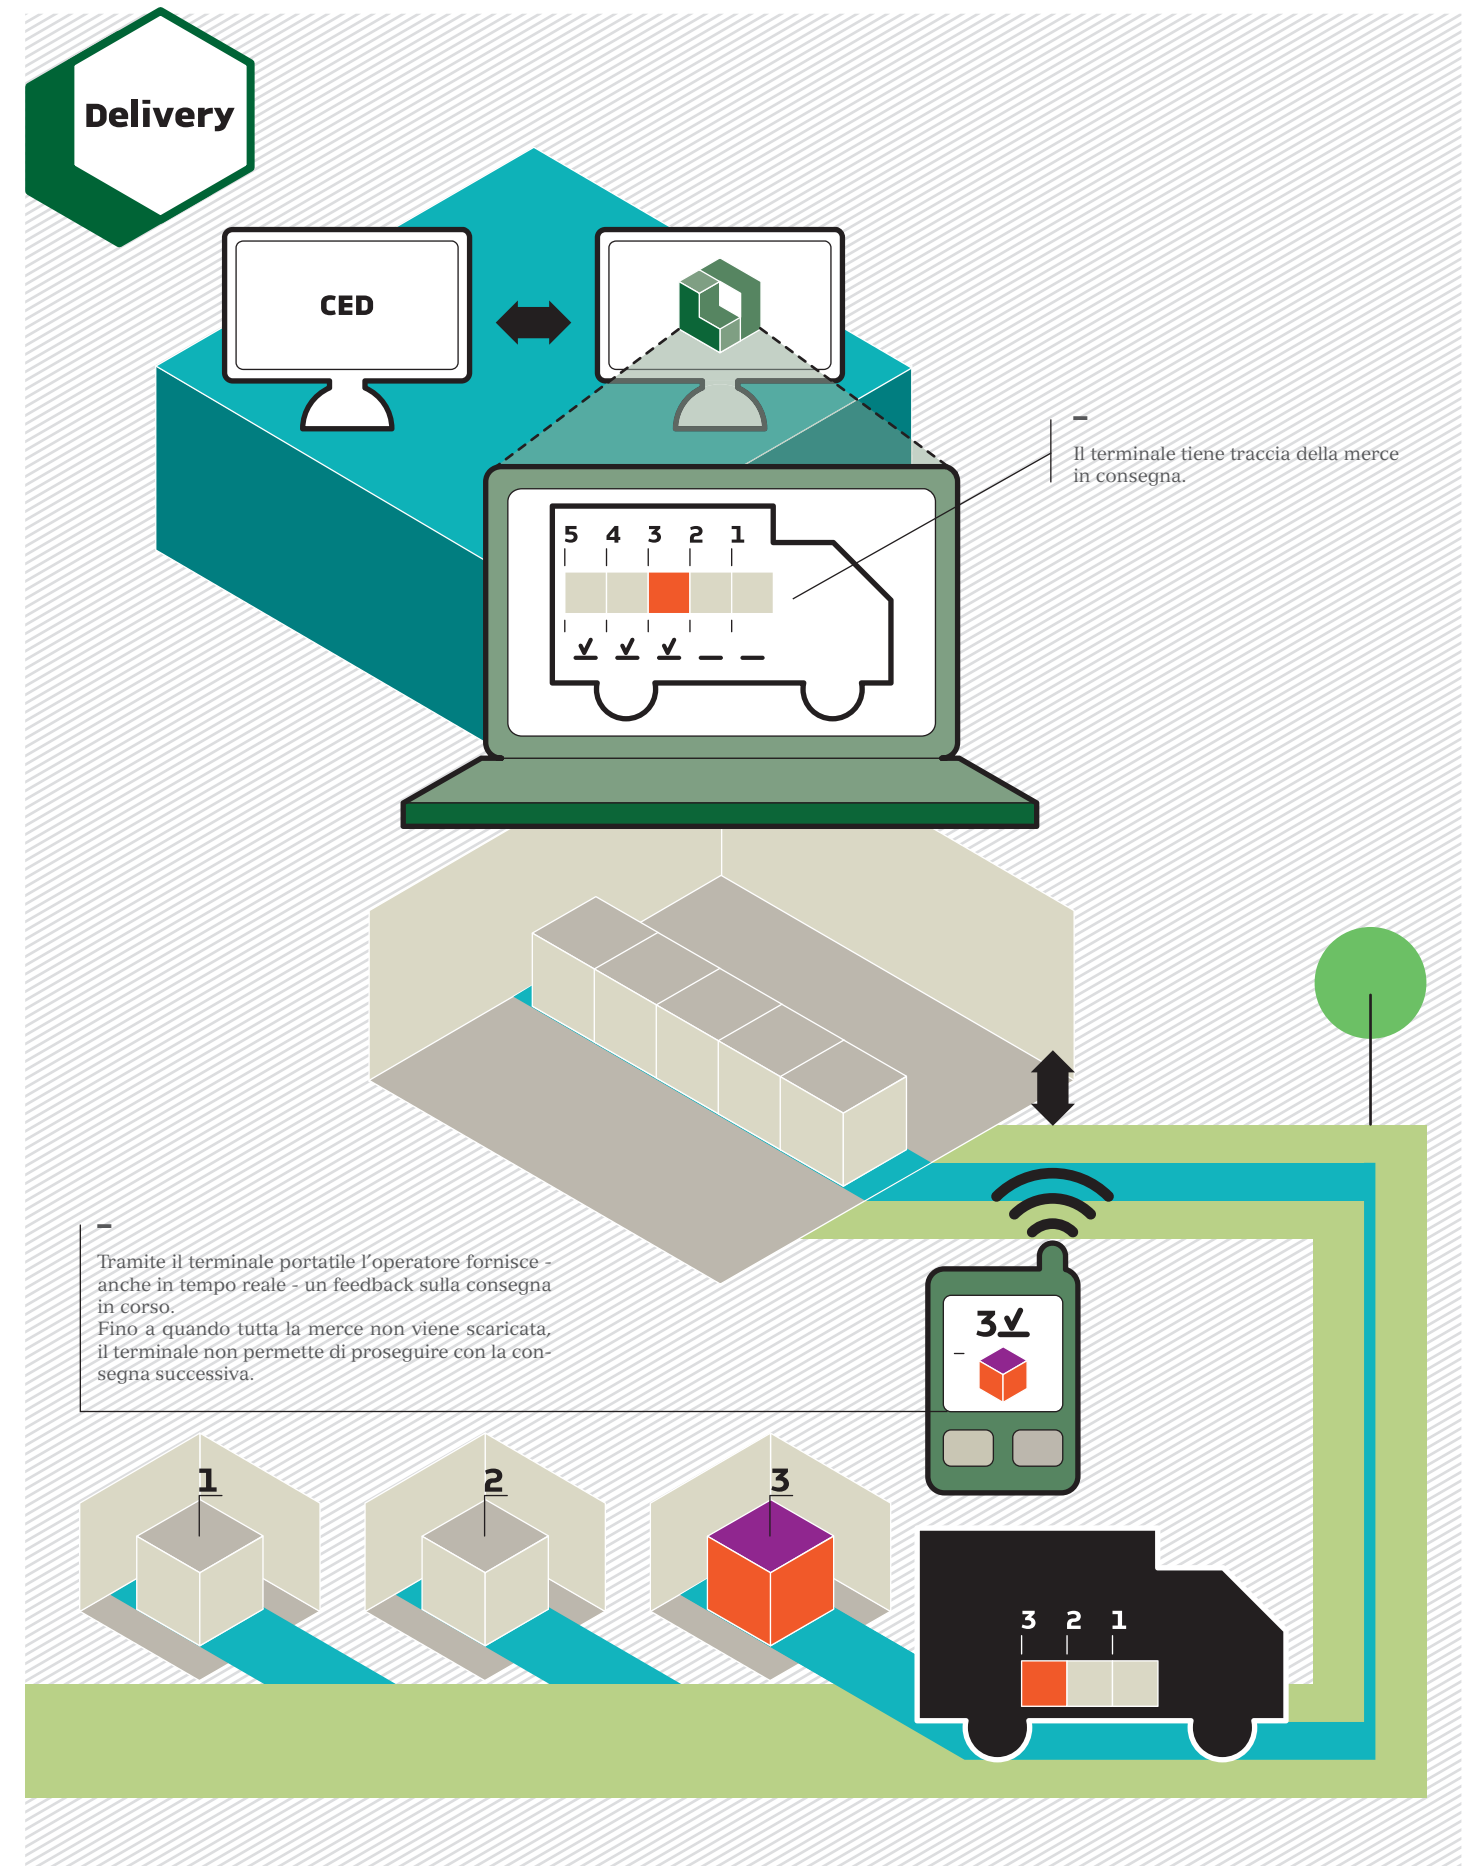 Delivery
CED
Il terminale tiene traccia della merce
in consegna.
5 4 3 2 1
Tramite il terminale portatile l’operatore fornisce -
anche in tempo reale - un feedback sulla consegna
in corso.
Fino a quando tutta la merce non viene scaricata,
il terminale non permette di proseguire con la con-
segna successiva.
3
1
2
3
3 2 1